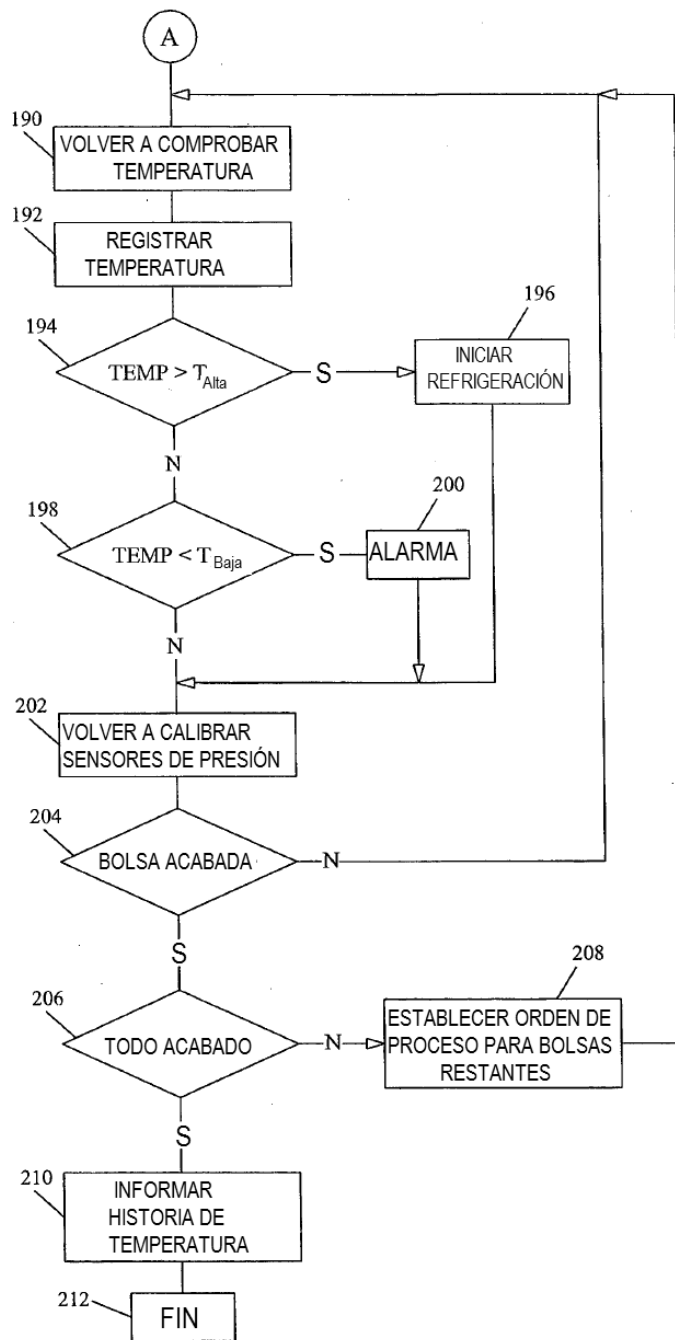 A
190
VOLVER A COMPROBAR
TEMPERATURA
192
REGISTRAR
TEMPERATURA
194
TEMP > T Alta
S
196
INICIAR
REFRIGERACIÓN
N
198
TEMP < T Baja
S
200
ALARMA
N
202
VOLVER A CALIBRAR
SENSORES DE PRESIÓN
204
BOLSA ACABADA
N
S
206
TODO ACABADO
N
208
ESTABLECER ORDEN DE
PROCESO PARA BOLSAS
RESTANTES
S
210
INFORMAR
HISTORIA DE
TEMPERATURA
212
FIN